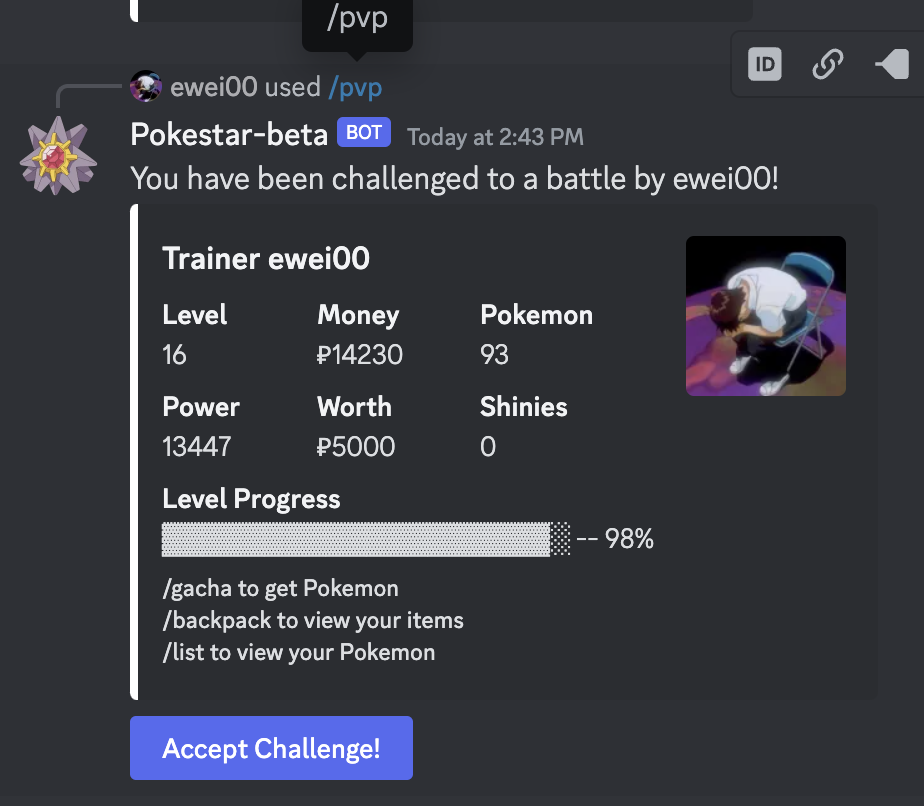 /pvp
ID
ewei00 used /pvp
Pokestar-beta BOT Today at 2:43 PM
You have been challenged to a battle by ewei00!
Trainer ewei00
Level Money Pokemon
16 ₽14230 93
Power Worth Shinies
13447 ₽5000 0
Level Progress
-- 98%
/gacha to get Pokemon
/backpack to view your items
/list to view your Pokemon
Accept Challenge!